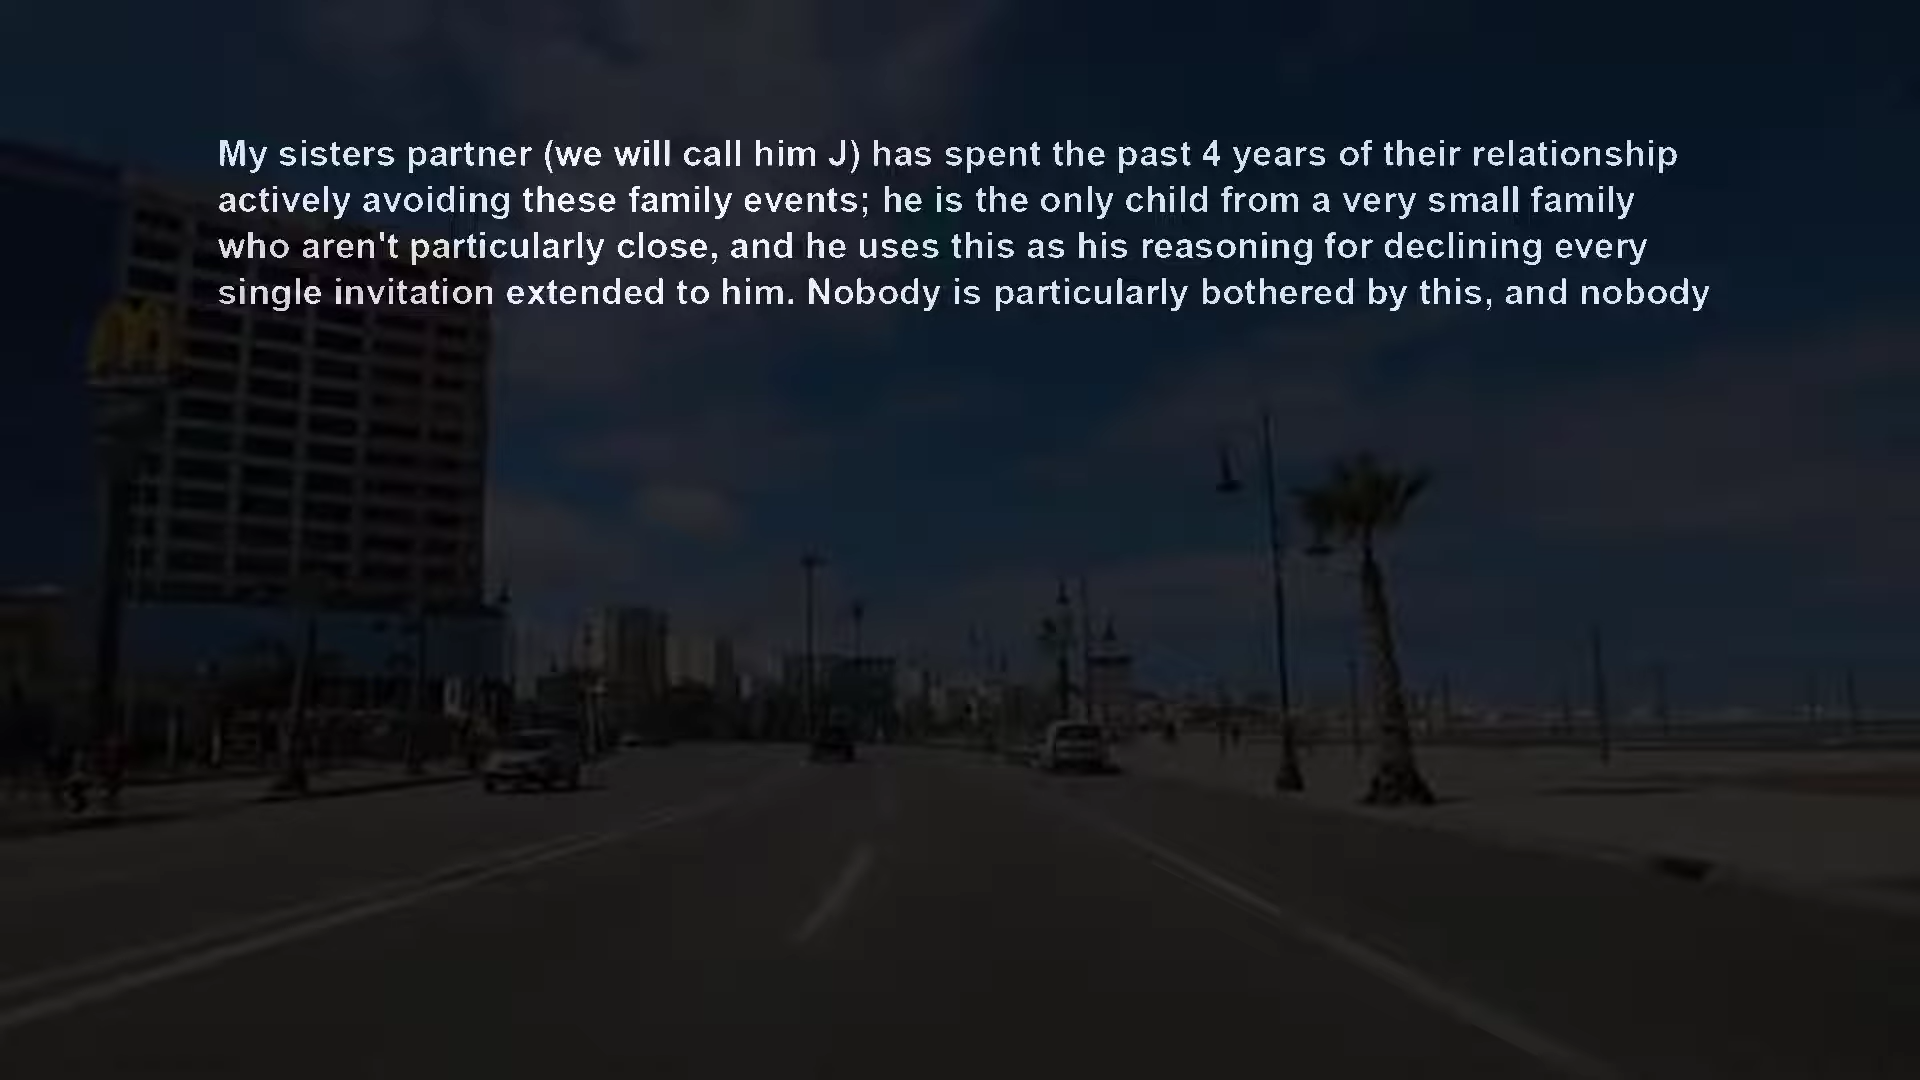 My sisters partner (we will call him J) has spent the past 4 years of their relationship
actively avoiding these family events; he is the only child from a very small family
who aren't particularly close, and he uses this as his reasoning for declining every
single invitation extended to him. Nobody is particularly bothered by this, and nobody